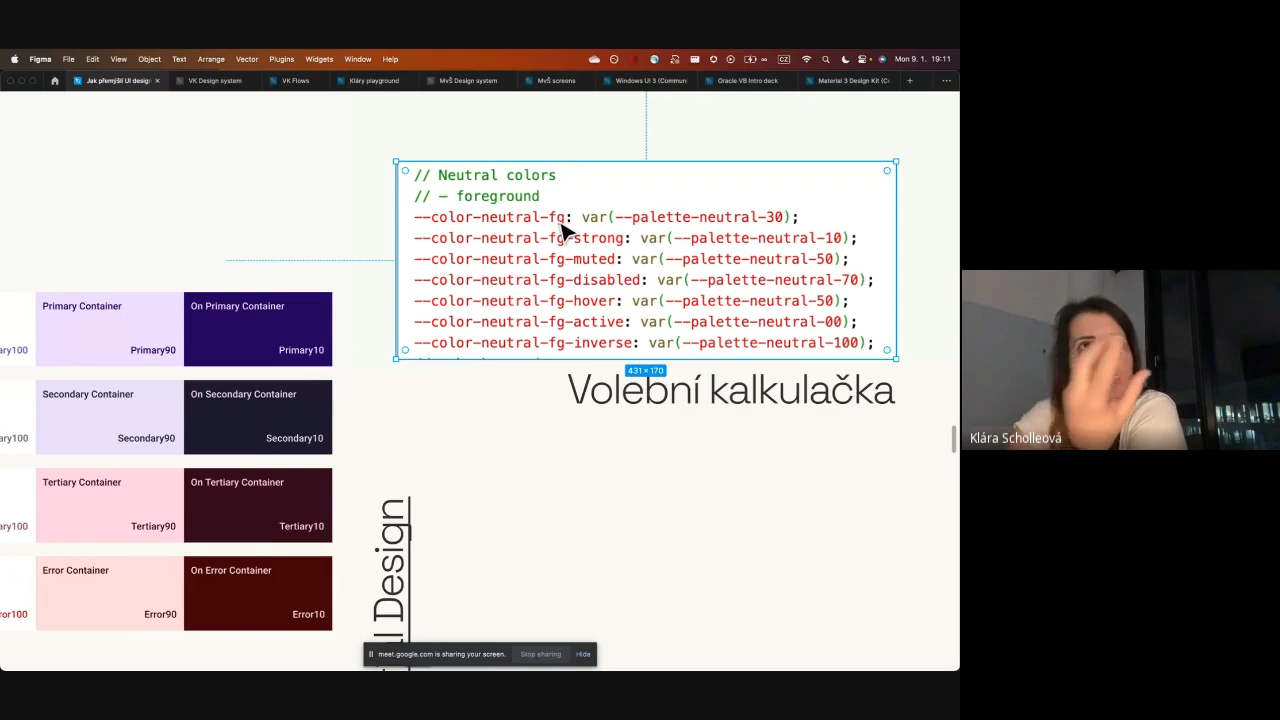 Figma File Edit View Object Text Arrange Vector Plugins Widgets Window Help CZ Mon 9. 1. 19:11
Jak přemýšlí UI design VK Design system VK Flows Kláry playground MvŠ Design system MvŠ screens Windows UI 3 (Commun Oracle VB Intro deck Material 3 Design Kit (C
// Neutral colors
// – foreground
--color-neutral-fg: var(--palette-neutral-30);
--color-neutral-fg-strong: var(--palette-neutral-10);
--color-neutral-fg-muted: var(--palette-neutral-50);
--color-neutral-fg-disabled: var(--palette-neutral-70);
--color-neutral-fg-hover: var(--palette-neutral-50);
--color-neutral-fg-active: var(--palette-neutral-00);
--color-neutral-fg-inverse: var(--palette-neutral-100);
431 × 170
Volební kalkulačka
Primary Container On Primary Container
ary100 Primary90 Primary10
Secondary Container On Secondary Container
ary100 Secondary90 Secondary10
Tertiary Container On Tertiary Container
ary100 Tertiary90 Tertiary10
Error Container On Error Container
ror100 Error90 Error10
Design
meet.google.com is sharing your screen. Stop sharing Hide
Klára Scholleová